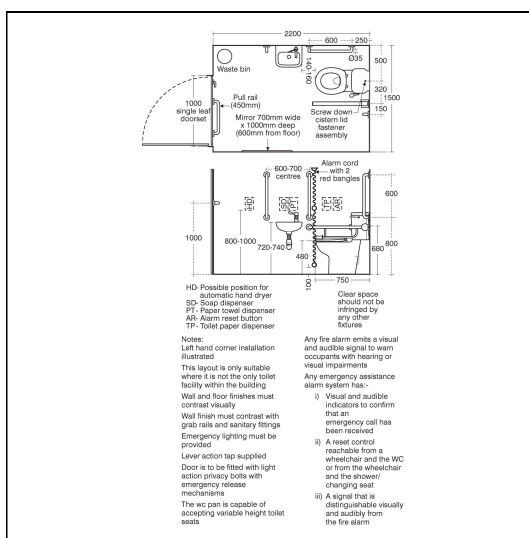 2200
600
250
Ø35
140-160
500
320
1500
150
Waste bin
1000
single leaf
doorset
Pull rail
(450mm)
Mirror 700mm wide
x 1000mm deep
(600mm from floor)
Screw down
cistern lid
fastener
assembly
600-700
centres
Alarm cord
with 2
red bangles
HD
SD
PT
TP
AR
600
1000
800-1000
720-740
480
680
800
100
750
HD- Possible position for
automatic hand dryer
SD- Soap dispenser
PT- Paper towel dispenser
AR- Alarm reset button
TP- Toilet paper dispenser
Clear space
should not be
infringed by
any other
fixtures
Notes:
Left hand corner installation
illustrated
This layout is only suitable
where it is not the only toilet
facility within the building
Wall and floor finishes must
contrast visually
Wall finish must contrast with
grab rails and sanitary fittings
Emergency lighting must be
provided
Lever action tap supplied
Door is to be fitted with light
action privacy bolts with
emergency release
mechanisms
The wc pan is capable of
accepting variable height toilet
seats
Any fire alarm emits a visual
and audible signal to warn
occupants with hearing or
visual impairments
Any emergency assistance
alarm system has:-
i) Visual and audible
indicators to confirm
that an
emergency call has
been received
ii) A reset control
reachable from a
wheelchair and the WC
or from the wheelchair
and the shower/
changing seat
iii) A signal that is
distinguishable visually
and audibly from
the fire alarm